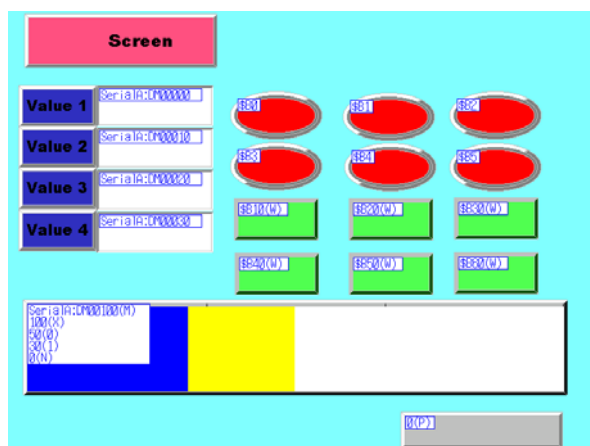 Screen
Value 1
SerialA:DM00000
Value 2
SerialA:DM00010
Value 3
SerialA:DM00020
Value 4
SerialA:DM00030
$B0
$B1
$B2
$B3
$B4
$B5
$B10(W)
$B20(W)
$B30(W)
$B40(W)
$B50(W)
$B80(W)
SerialA:DM00100(M)
100(X)
50(0)
30(1)
0(N)
0(P)